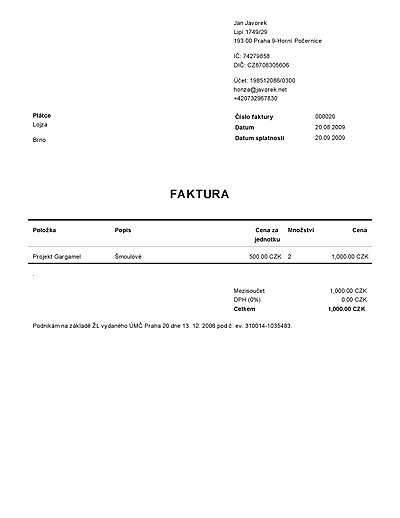 Jan Javorek
Lipí 1749/29
193 00 Praha 9-Horní Počernice
IČ: 74279858
DIČ: CZ8708305606
Účet: 198512086/0300
honza@javorek.net
+420732987830
Plátce
Lojza
Brno
Číslo faktury 000020
Datum 20.08.2009
Datum splatnosti 20.09.2009
FAKTURA
Položka Popis Cena za jednotku Množství Cena
Projekt Gargamel Šmoulové 500.00 CZK 2 1,000.00 CZK
.
Mezisoučet 1,000.00 CZK
DPH (0%) 0.00 CZK
Celkem 1,000.00 CZK
Podnikám na základě ŽL vydaného ÚMČ Praha 20 dne 13. 12. 2006 pod č. ev. 310014-1035483.